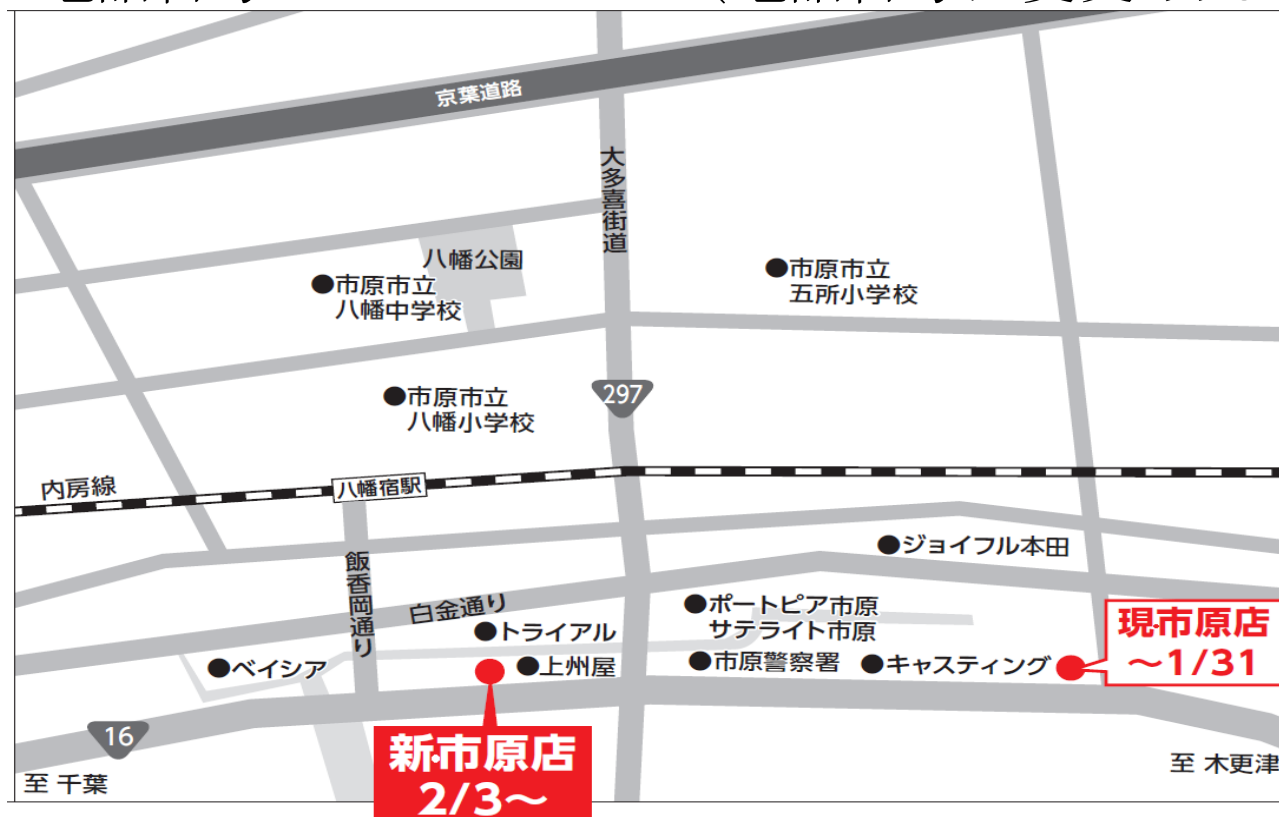 京葉道路
大多喜街道
八幡公園
●市原市立
八幡中学校
●市原市立
五所小学校
●市原市立
八幡小学校
297
内房線
八幡宿駅
●ジョイフル本田
飯香岡通り
白金通り
●トライアル
●ポートピア市原
サテライト市原
●ベイシア
●上州屋
●市原警察署
●キャスティング
現・市原店
～1/31
16
新・市原店
2/3～
至 千葉
至 木更津